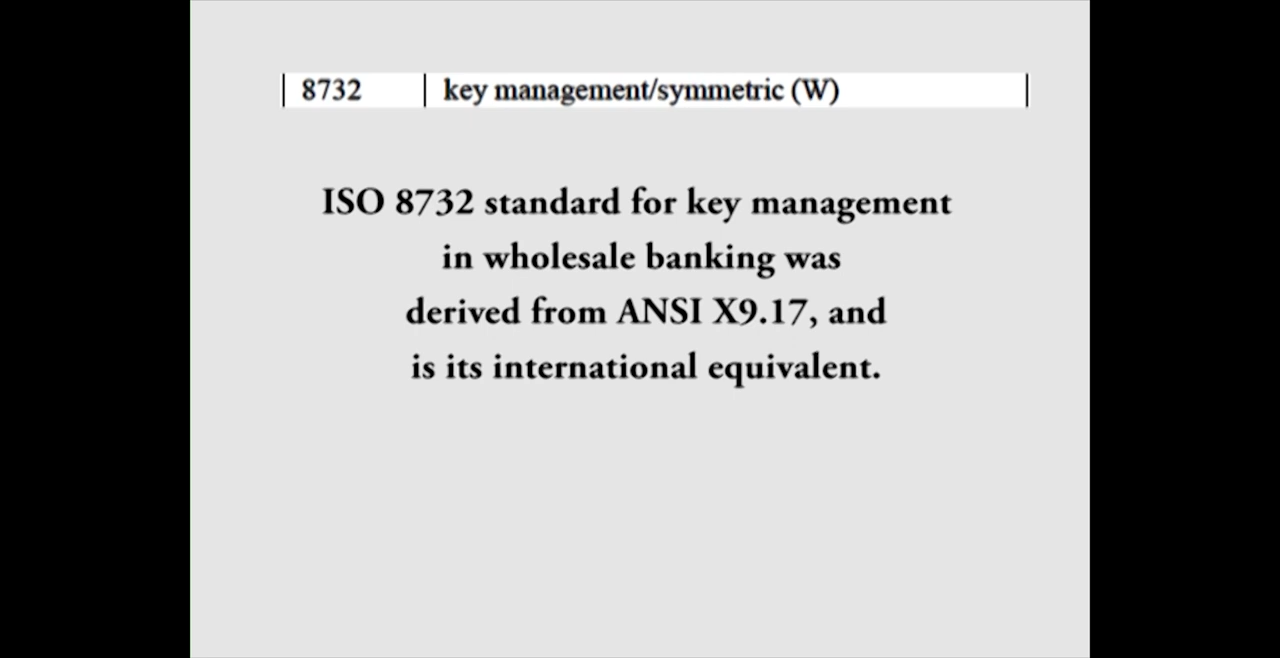 8732 key management/symmetric (W)
ISO 8732 standard for key management
in wholesale banking was
derived from ANSI X9.17, and
is its international equivalent.